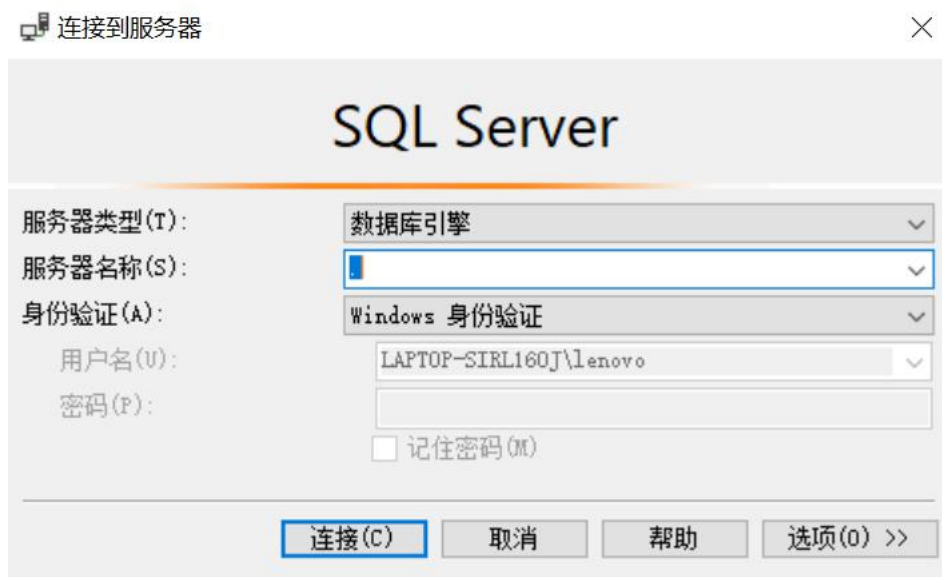 连接到服务器
SQL Server
服务器类型(T): 数据库引擎
服务器名称(S): .
身份验证(A): Windows 身份验证
用户名(U): LAPTOP-SIRL16OJ\lenovo
密码(P):
记住密码(M)
连接(C) 取消 帮助 选项(O) >>